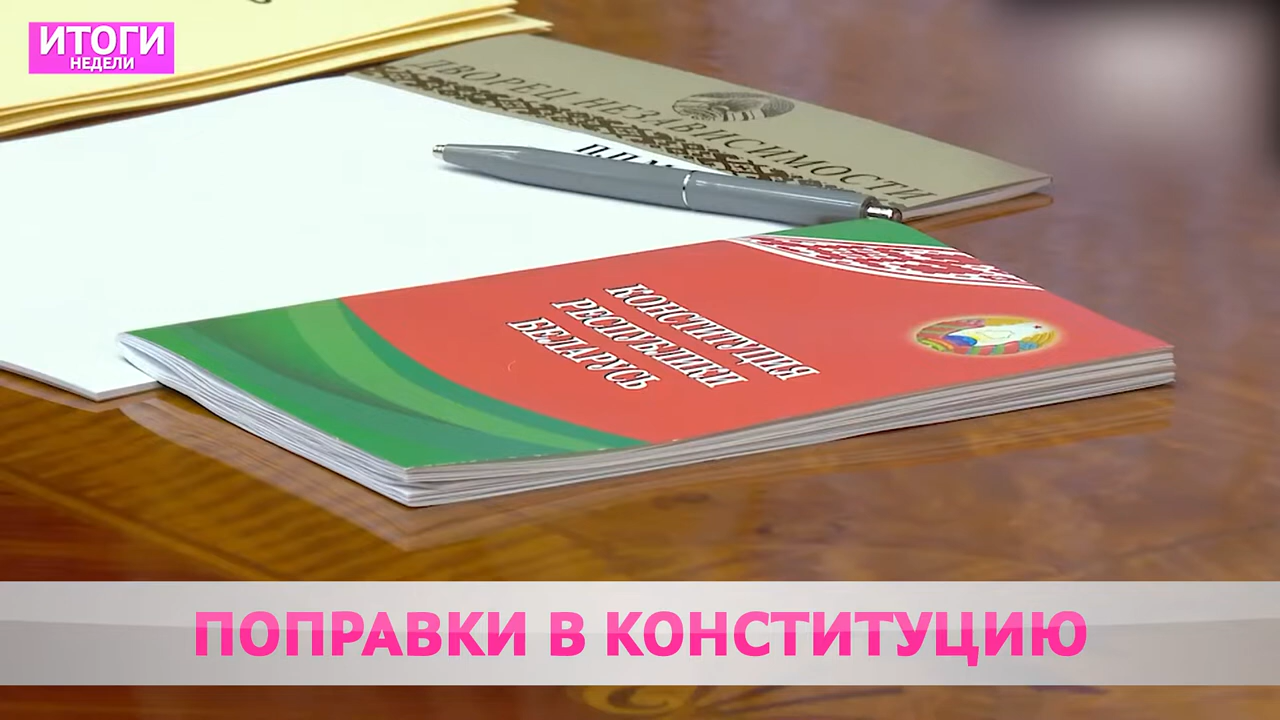 ИТОГИ
НЕДЕЛИ
ДВОРЕЦ НЕЗАВИСИМОСТИ
КОНСТИТУЦИЯ
РЕСПУБЛИКИ
БЕЛАРУСЬ
ПОПРАВКИ В КОНСТИТУЦИЮ